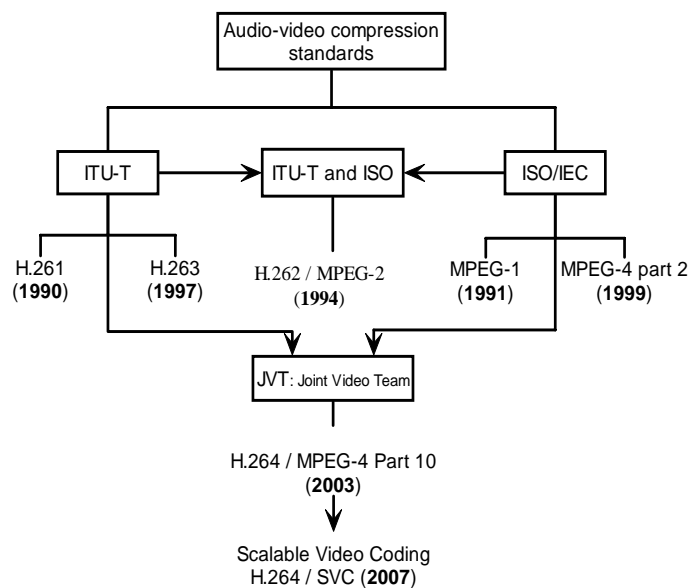 Audio-video compression
standards
ITU-T
ITU-T and ISO
ISO/IEC
H.261
(1990)
H.263
(1997)
H.262 / MPEG-2
(1994)
MPEG-1
(1991)
MPEG-4 part 2
(1999)
JVT: Joint Video Team
H.264 / MPEG-4 Part 10
(2003)
Scalable Video Coding
H.264 / SVC (2007)